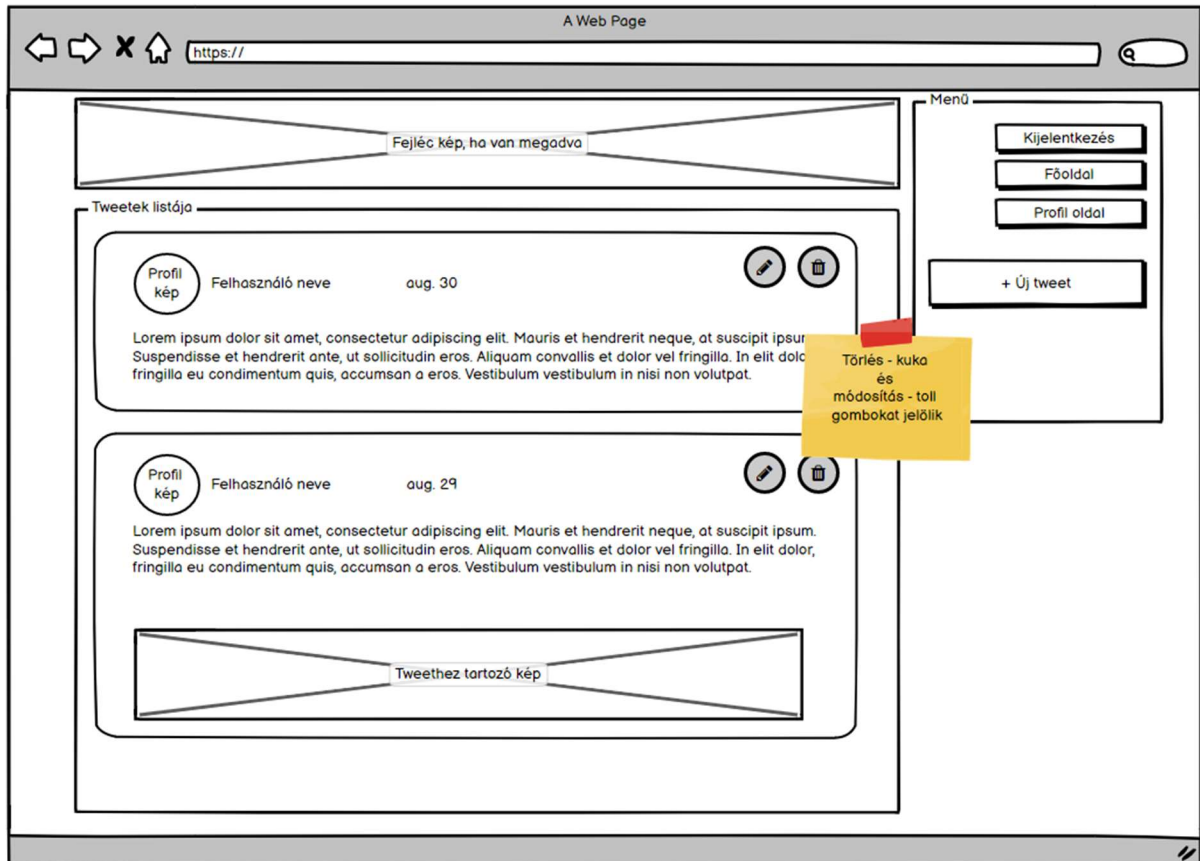 A Web Page
https://
Fejléc kép, ha van megadva
Menü
Kijelentkezés
Főoldal
Profil oldal
+ Új tweet
Tweetek listája
Profil
kép
Felhasználó neve
aug. 30
Lorem ipsum dolor sit amet, consectetur adipiscing elit. Mauris et hendrerit neque, at suscipit
Suspendisse et hendrerit ante, ut sollicitudin eros. Aliquam convallis et dolor vel fringilla. In elit
fringilla eu condimentum quis, accumsan a eros. Vestibulum vestibulum in nisi non volutpat.
Törlés - kuka
és
módosítás - toll
gombokat jelölik
Profil
kép
Felhasználó neve
aug. 29
Lorem ipsum dolor sit amet, consectetur adipiscing elit. Mauris et hendrerit neque, at suscipit ipsum.
Suspendisse et hendrerit ante, ut sollicitudin eros. Aliquam convallis et dolor vel fringilla. In elit dolor,
fringilla eu condimentum quis, accumsan a eros. Vestibulum vestibulum in nisi non volutpat.
Tweethez tartozó kép